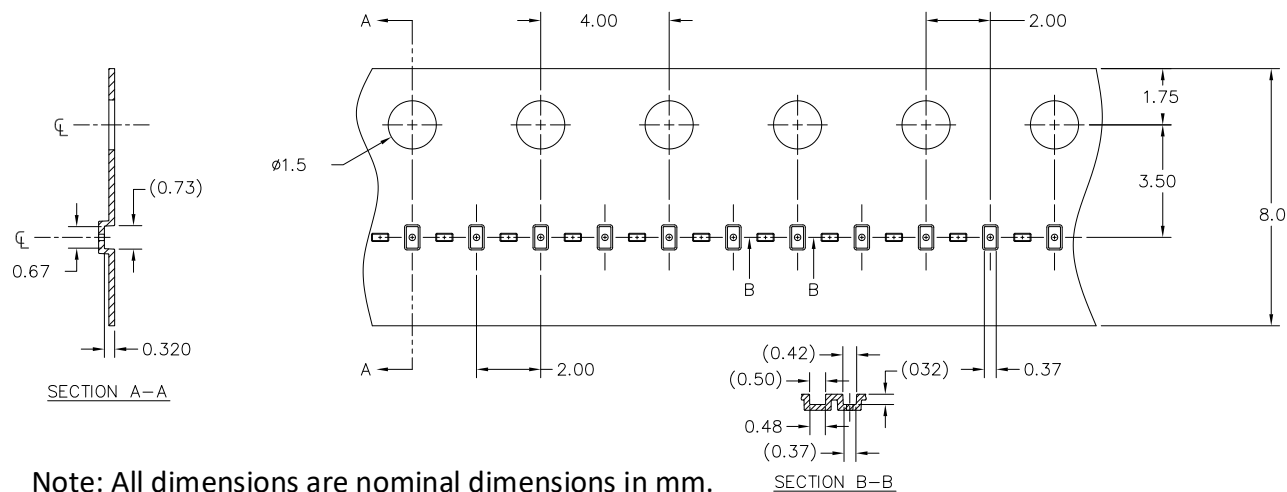 A
4.00
2.00
℄
1.75
ø1.5
(0.73)
3.50
8.0
℄
0.67
B
B
0.320
A
2.00
(0.42)
(032)
0.37
(0.50)
SECTION A-A
0.48
(0.37)
Note: All dimensions are nominal dimensions in mm.
SECTION B-B